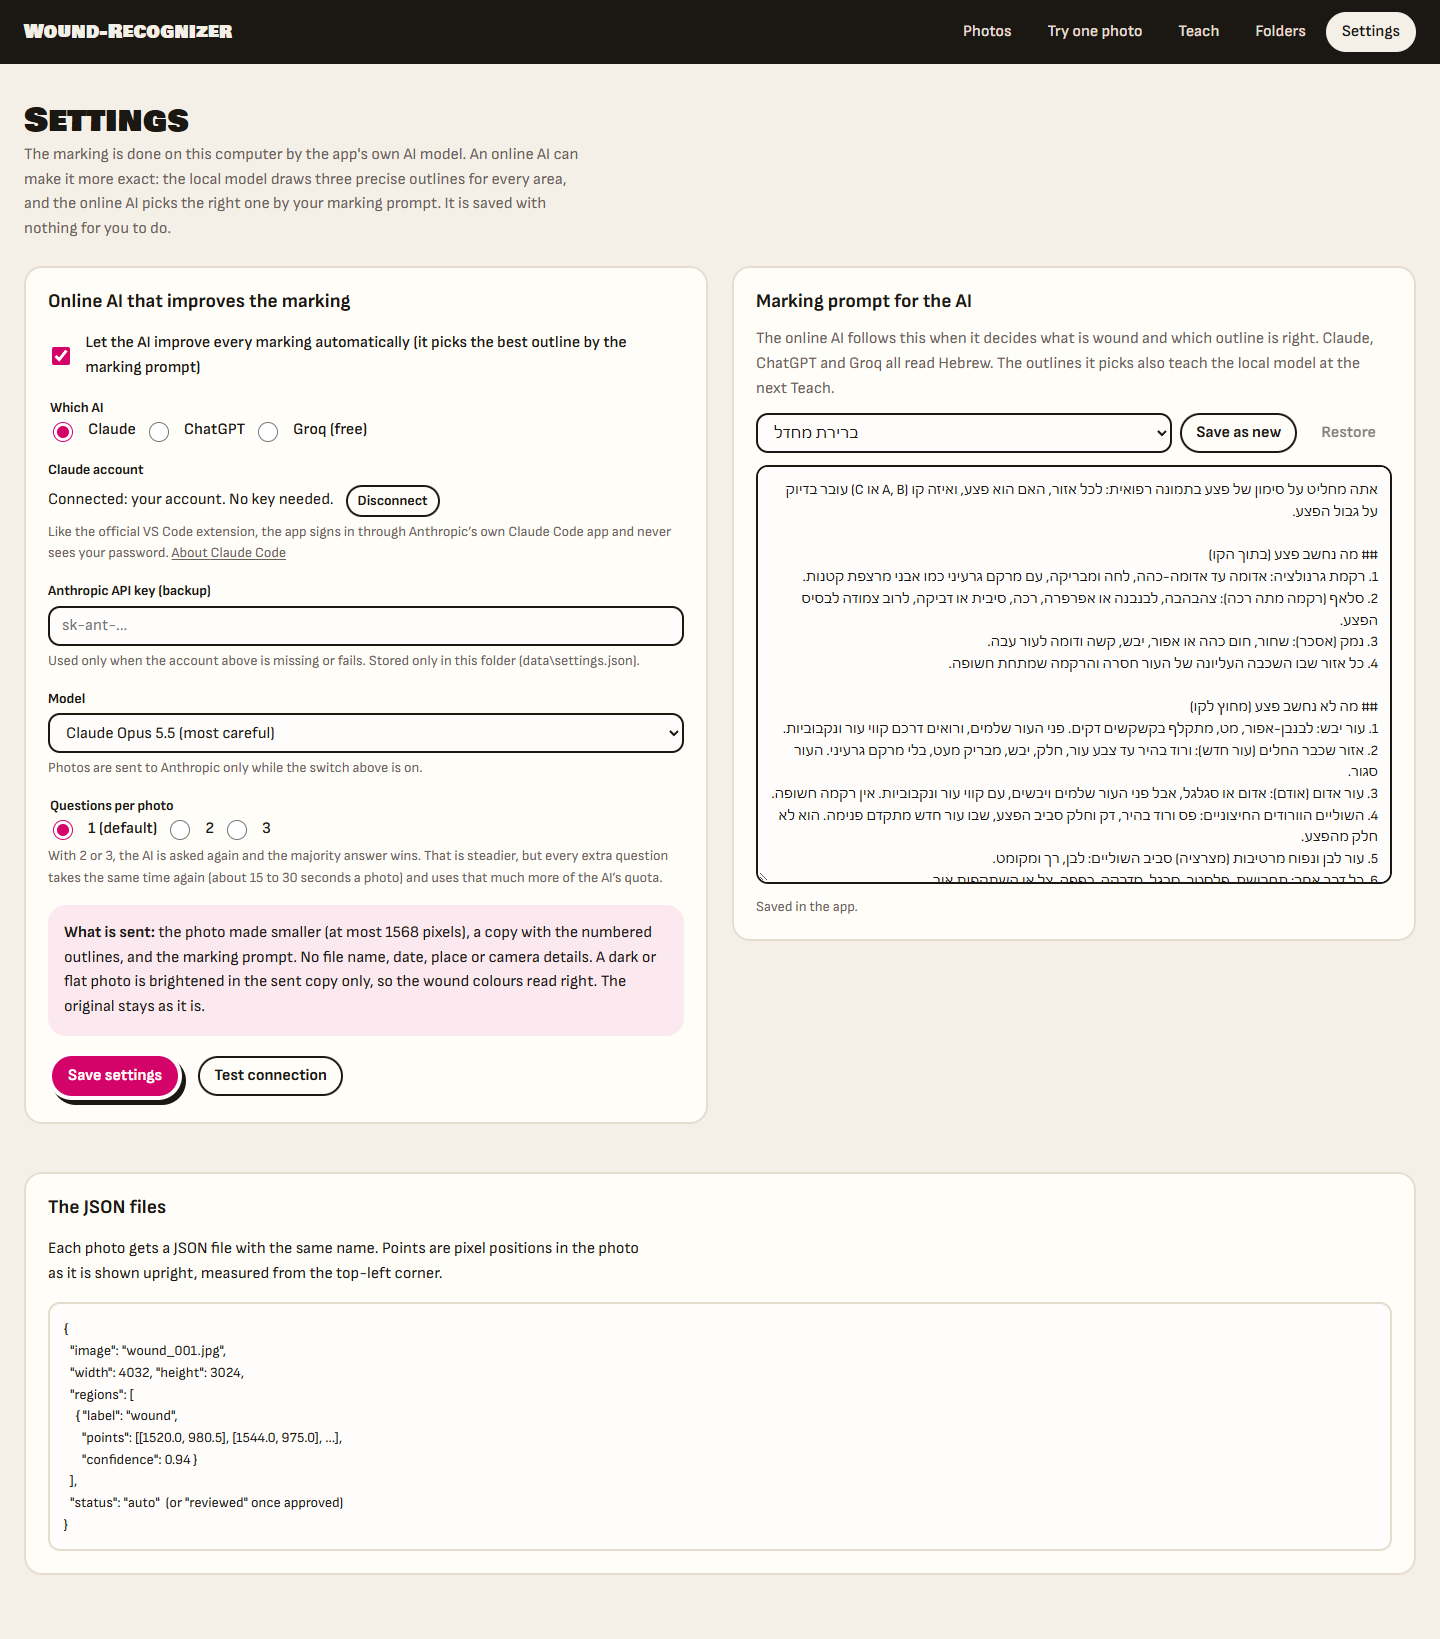 Wound-Recognizer
Photos
Try one photo
Teach
Folders
Settings
Settings
The marking is done on this computer by the app's own AI model. An online AI can
make it more exact: the local model draws three precise outlines for every area,
and the online AI picks the right one by your marking prompt. It is saved with
nothing for you to do.
Online AI that improves the marking
Let the AI improve every marking automatically (it picks the best outline by the
marking prompt)
Which AI
Claude
ChatGPT
Groq (free)
Claude account
Connected: your account. No key needed.
Disconnect
Like the official VS Code extension, the app signs in through Anthropic's own Claude Code app and never
sees your password. About Claude Code
Anthropic API key (backup)
sk-ant-...
Used only when the account above is missing or fails. Stored only in this folder (data\settings.json).
Model
Claude Opus 5.5 (most careful)
Photos are sent to Anthropic only while the switch above is on.
Questions per photo
1 (default)
2
3
With 2 or 3, the AI is asked again and the majority answer wins. That is steadier, but every extra question
takes the same time again (about 15 to 30 seconds a photo) and uses that much more of the AI's quota.
What is sent: the photo made smaller (at most 1568 pixels), a copy with the numbered
outlines, and the marking prompt. No file name, date, place or camera details. A dark or
flat photo is brightened in the sent copy only, so the wound colours read right. The
original stays as it is.
Save settings
Test connection
Marking prompt for the AI
The online AI follows this when it decides what is wound and which outline is right. Claude,
ChatGPT and Groq all read Hebrew. The outlines it picks also teach the local model at the
next Teach.
ברירת מחדל
Save as new
Restore
אתה מחליט על סימון של פצע בתמונה רפואית: לכל אזור, האם הוא פצע, ואיזה קו (A, B או C) עובר בדיוק
על גבול הפצע.
## מה נחשב פצע (בתוך הקו)
1. רקמת גרנולציה: אדומה עד אדומה-כהה, לחה ומבריקה, עם מרקם גרעיני כמו אבני מרצפת קטנות.
2. סלאף (רקמה מתה רכה): צהבהבה, לבנבנה או אפרפרה, רכה, סיבית או דביקה, לרוב צמודה לבסיס
הפצע.
3. נמק (אסכר): שחור, חום כהה או אפור, יבש, קשה ודומה לעור עבה.
4. כל אזור שבו השכבה העליונה של העור חסרה והרקמה שמתחת חשופה.
## מה לא נחשב פצע (מחוץ לקו)
1. עור יבש: לבנבן-אפור, מט, מתקלף בקשקשים דקים. פני העור שלמים, ורואים דרכם קווי עור ונקבוביות.
2. אזור שכבר החלים (עור חדש): ורוד בהיר עד צבע עור, חלק, יבש, מבריק מעט, בלי מרקם גרעיני. העור
סגור.
3. עור אדום (אודם): אדום או סגלגל, אבל פני העור שלמים ויבשים, עם קווי עור ונקבוביות. אין רקמה חשופה.
4. השוליים הוורודים החיצוניים: פס ורוד בהיר, דק וחלק סביב הפצע, שבו עור חדש מתקדם פנימה. הוא לא
חלק מהפצע.
5. עור לבן ונפוח מרטיבות (מצרציה) סביב השוליים: לבן, רך ומקומט.
6. כל דבר אחר: תחבושת, פלסטר, סרגל, מדבקה, כפפה, צל או השתקפות אור
Saved in the app.
The JSON files
Each photo gets a JSON file with the same name. Points are pixel positions in the photo
as it is shown upright, measured from the top-left corner.
{
"image": "wound_001.jpg",
"width": 4032, "height": 3024,
"regions": [
{ "label": "wound",
"points": [[1520.0, 980.5], [1544.0, 975.0], ...],
"confidence": 0.94 }
],
"status": "auto"  (or "reviewed" once approved)
}